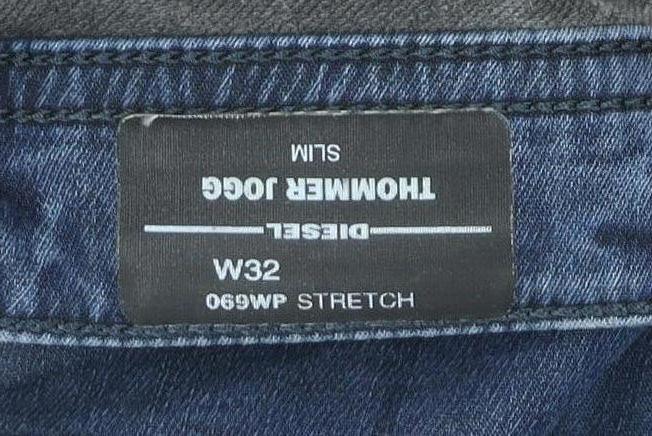 SLIM
THOMMER JOGG
DIESEL
W32
069WP STRETCH